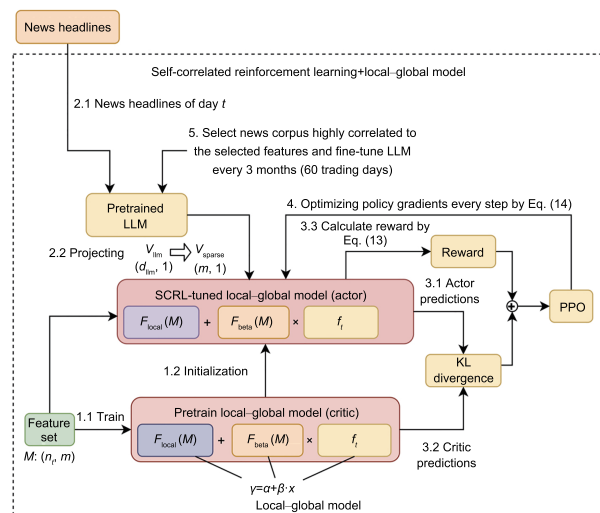 News headlines
Self-correlated reinforcement learning+local–global model
2.1 News headlines of day t
5. Select news corpus highly correlated to
the selected features and fine-tune LLM
every 3 months (60 trading days)
Pretrained
LLM
4. Optimizing policy gradients every step by Eq. (14)
3.3 Calculate reward by
Eq. (13)
Reward
2.2 Projecting
V_llm ⇨ V_sparse
(d_llm, 1) (m, 1)
SCRL-tuned local–global model (actor)
F_local(M) + F_beta(M) × f_t
3.1 Actor
predictions
PPO
1.2 Initialization
KL
divergence
Feature
set
M: (n_t, m)
1.1 Train
Pretrain local–global model (critic)
F_local(M) + F_beta(M) × f_t
3.2 Critic
predictions
γ=α+β·x
Local–global model